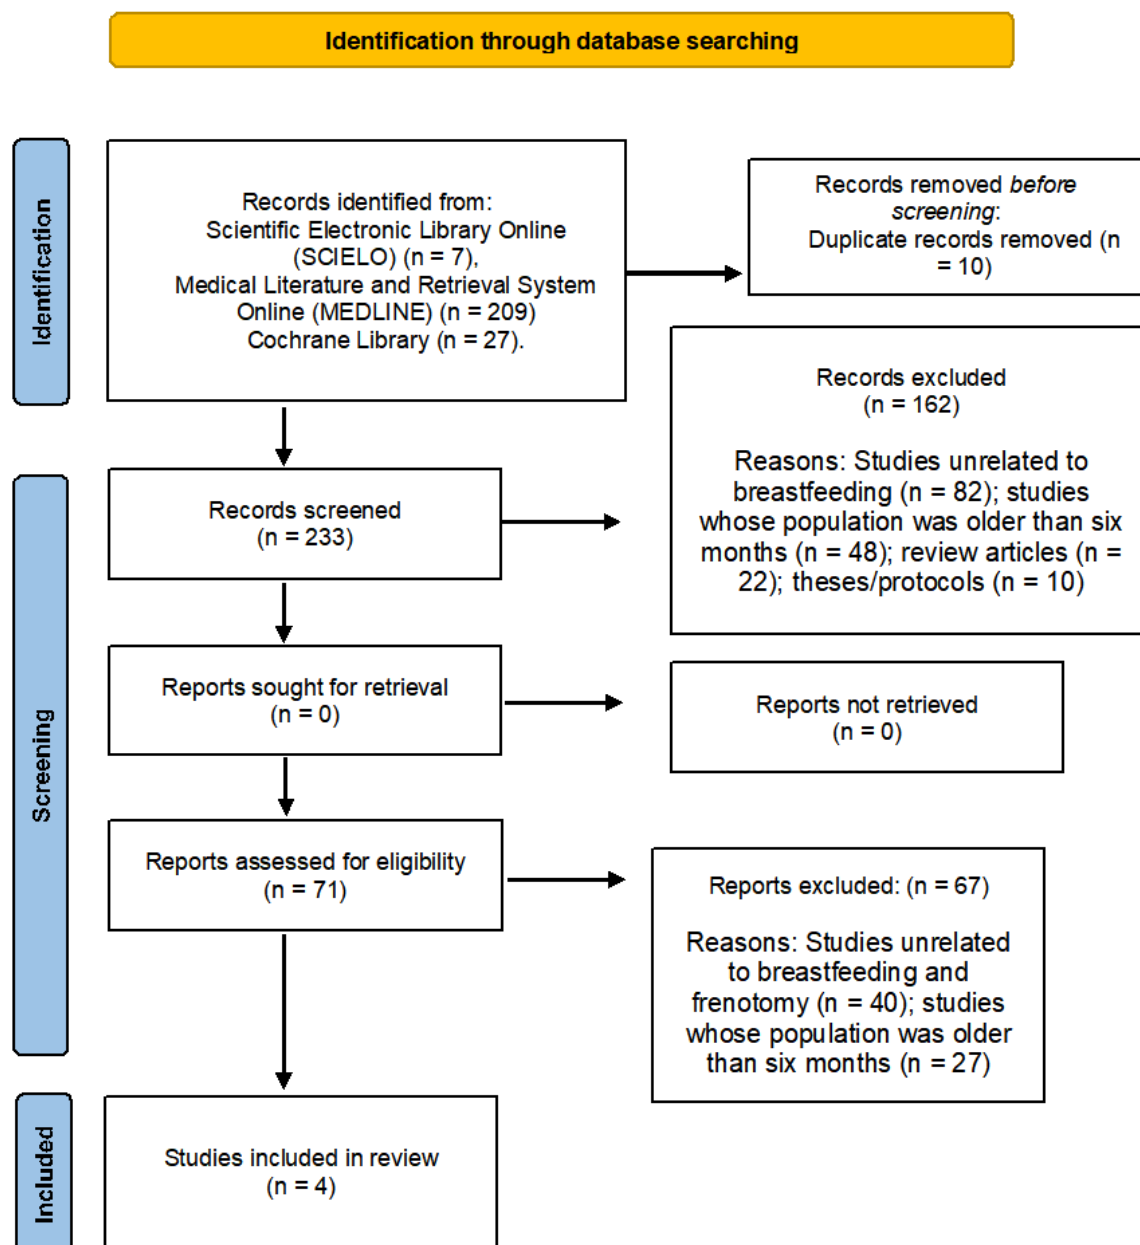 Identification through database searching
Identification
Records identified from:
Scientific Electronic Library Online
(SCIELO) (n = 7),
Medical Literature and Retrieval System
Online (MEDLINE) (n = 209)
Cochrane Library (n = 27).
Records removed before
screening:
Duplicate records removed (n
= 10)
Screening
Records screened
(n = 233)
Records excluded
(n = 162)
Reasons: Studies unrelated to
breastfeeding (n = 82); studies
whose population was older than six
months (n = 48); review articles (n =
22); theses/protocols (n = 10)
Reports sought for retrieval
(n = 0)
Reports not retrieved
(n = 0)
Reports assessed for eligibility
(n = 71)
Reports excluded: (n = 67)
Reasons: Studies unrelated
to breastfeeding and
frenotomy (n = 40); studies
whose population was older
than six months (n = 27)
Included
Studies included in review
(n = 4)